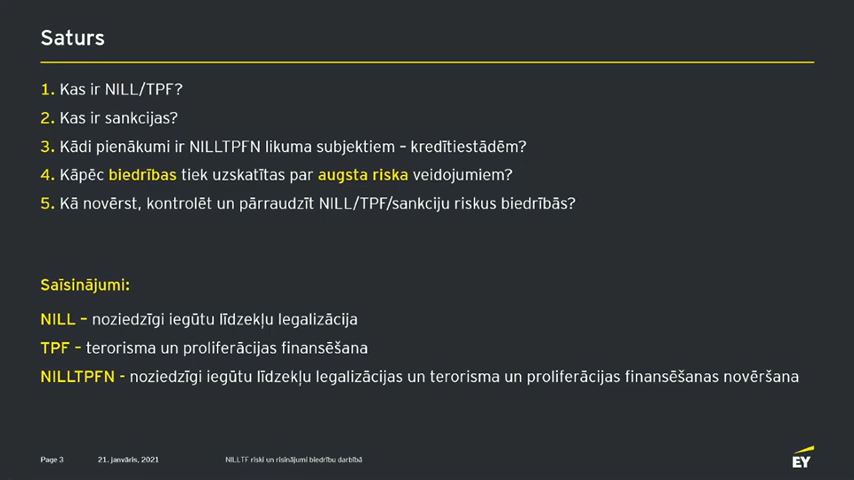 Saturs
1. Kas ir NILL/TPF?
2. Kas ir sankcijas?
3. Kādi pienākumi ir NILLTPFN likuma subjektiem – kredītiestādēm?
4. Kāpēc biedrības tiek uzskatītas par augsta riska veidojumiem?
5. Kā novērst, kontrolēt un pārraudzīt NILL/TPF/sankciju riskus biedrībās?
Saīsinājumi:
NILL – noziedzīgi iegūtu līdzekļu legalizācija
TPF – terorisma un proliferācijas finansēšana
NILLTPFN - noziedzīgi iegūtu līdzekļu legalizācijas un terorisma un proliferācijas finansēšanas novēršana
Page 3 21. janvāris, 2021 NILLTF riski un risinājumi biedrību darbībā
EY